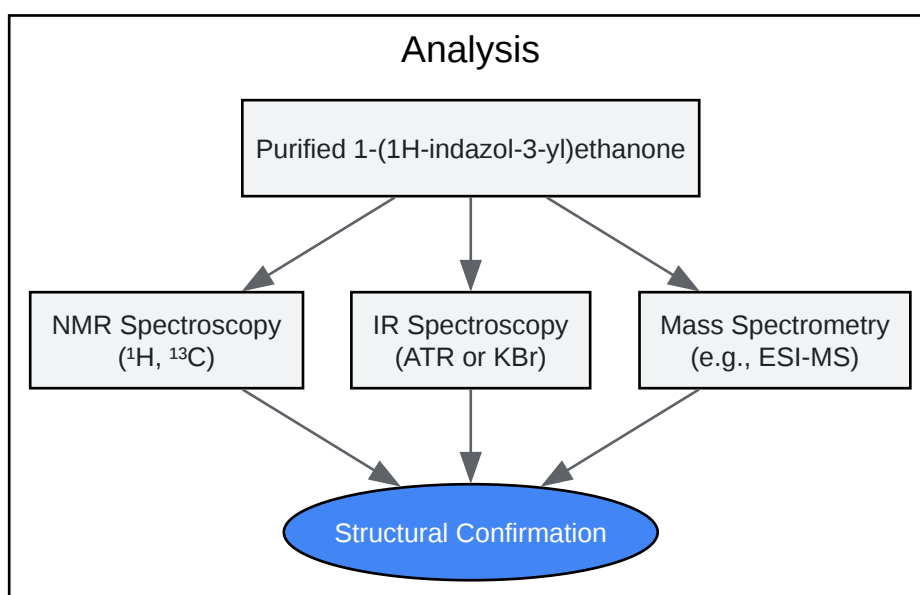 Analysis
Purified 1-(1H-indazol-3-yl)ethanone
NMR Spectroscopy
(¹H, ¹³C)
IR Spectroscopy
(ATR or KBr)
Mass Spectrometry
(e.g., ESI-MS)
Structural Confirmation